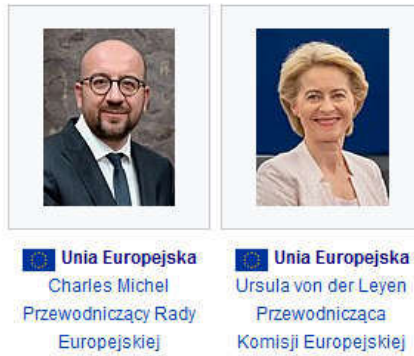 Unia Europejska
Charles Michel
Przewodniczący Rady
Europejskiej
Unia Europejska
Ursula von der Leyen
Przewodnicząca
Komisji Europejskiej